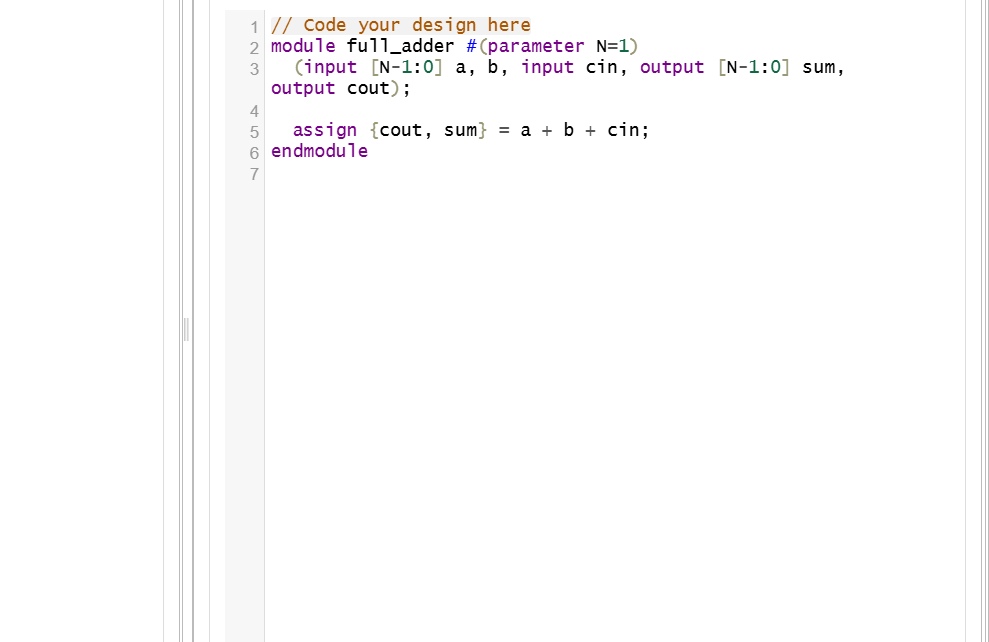 1 // Code your design here
2 module full_adder #(parameter N=1)
3 (input [N-1:0] a, b, input cin, output [N-1:0] sum,
output cout);
4
5 assign {cout, sum} = a + b + cin;
6 endmodule
7